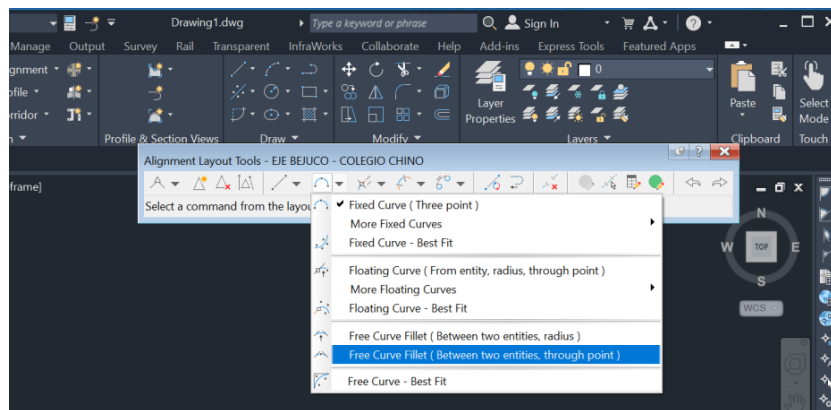 Drawing1.dwg Type a keyword or phrase Sign In
Manage Output Survey Rail Transparent InfraWorks Collaborate Help Add-ins Express Tools Featured Apps
gnment
ofile
rridor
0
Layer
Properties
Paste
Select
Mode
Profile & Section Views Draw Modify Layers Clipboard Touch
Alignment Layout Tools - EJE BEJUCO - COLEGIO CHINO
frame]
Select a command from the layou
Fixed Curve ( Three point )
More Fixed Curves
Fixed Curve - Best Fit
Floating Curve ( From entity, radius, through point )
More Floating Curves
Floating Curve - Best Fit
Free Curve Fillet ( Between two entities, radius )
Free Curve Fillet ( Between two entities, through point )
Free Curve - Best Fit
N
W TOP E
S
WCS